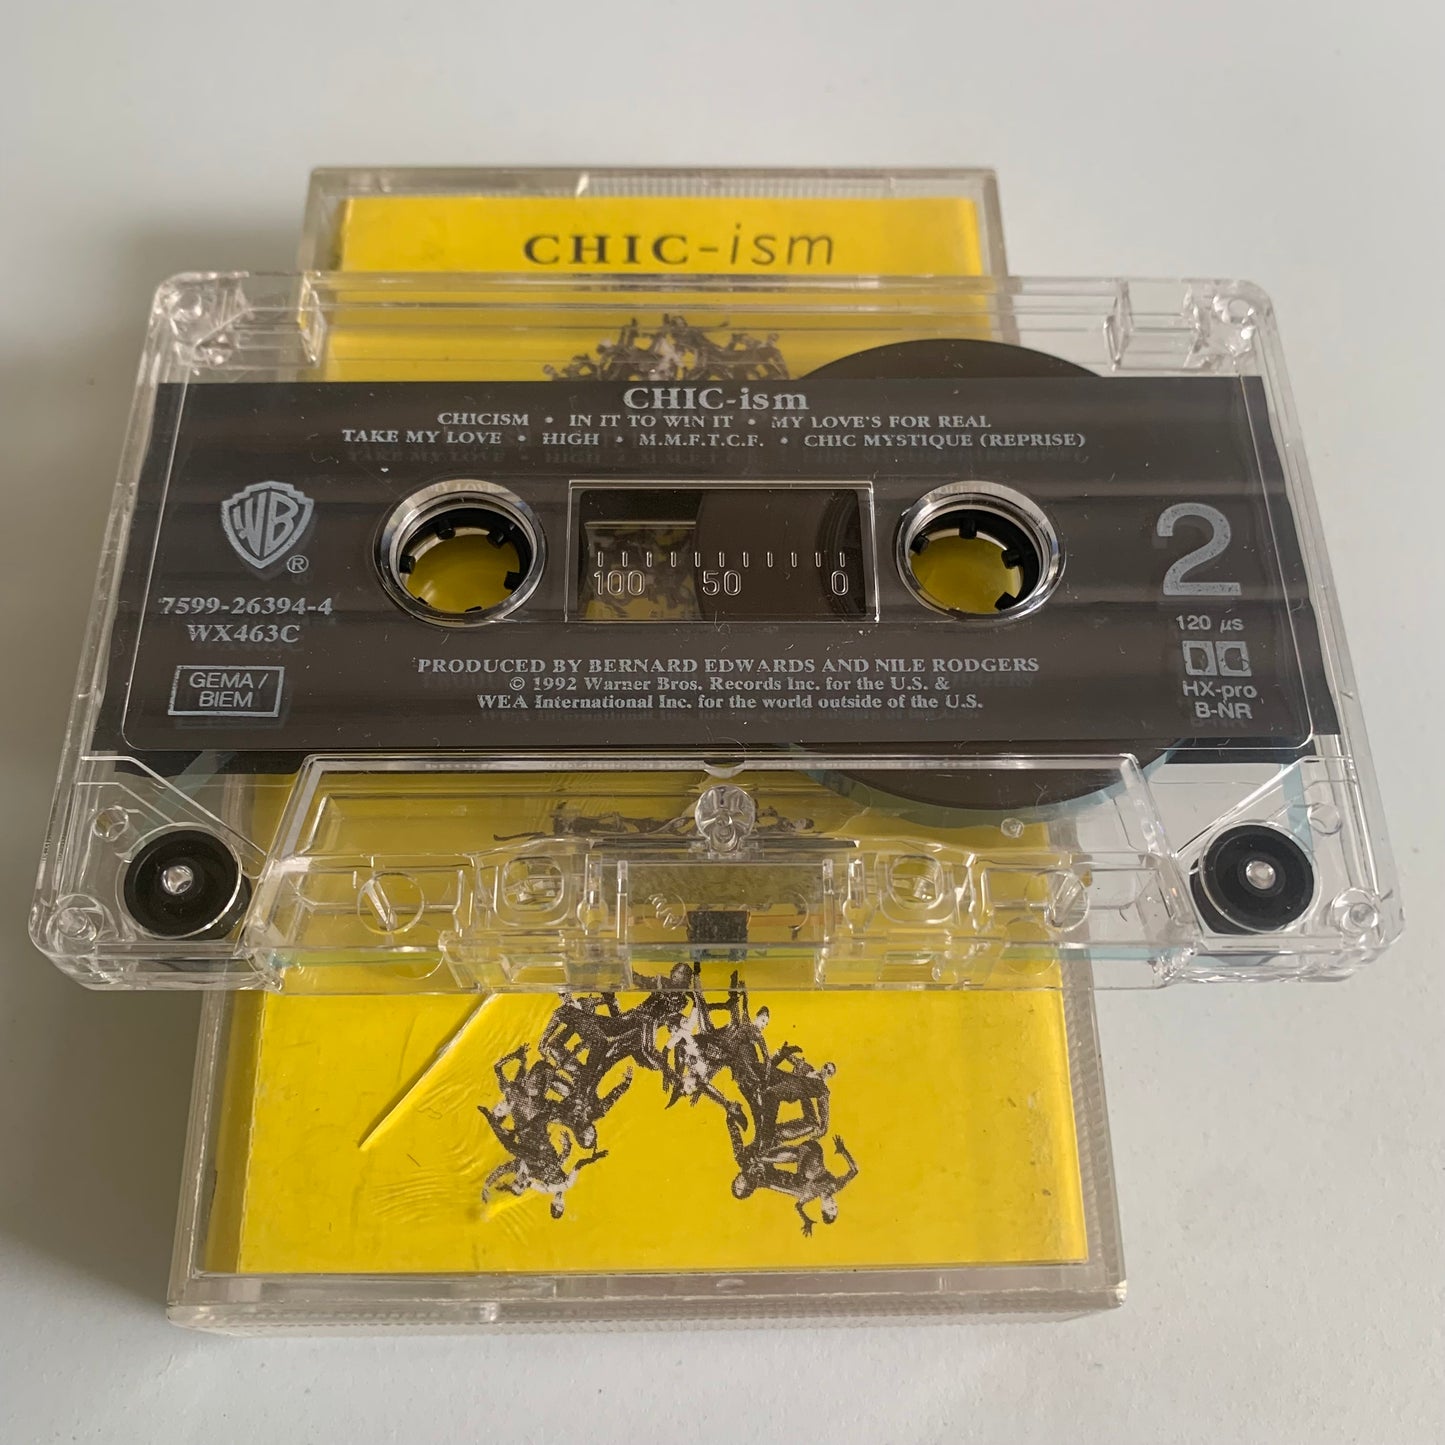 CHIC-ism
CHIC-ism
CHICISM • IN IT TO WIN IT • MY LOVE'S FOR REAL
TAKE MY LOVE • HIGH • M.M.F.T.C.F. • CHIC MYSTIQUE (REPRISE)
WB
®
7599-26394-4
WX463C
GEMA/
BIEM
100 50 0
2
120 µs
HX-pro
B-NR
PRODUCED BY BERNARD EDWARDS AND NILE RODGERS
© 1992 Warner Bros. Records Inc. for the U.S. &
WEA International Inc. for the world outside of the U.S.